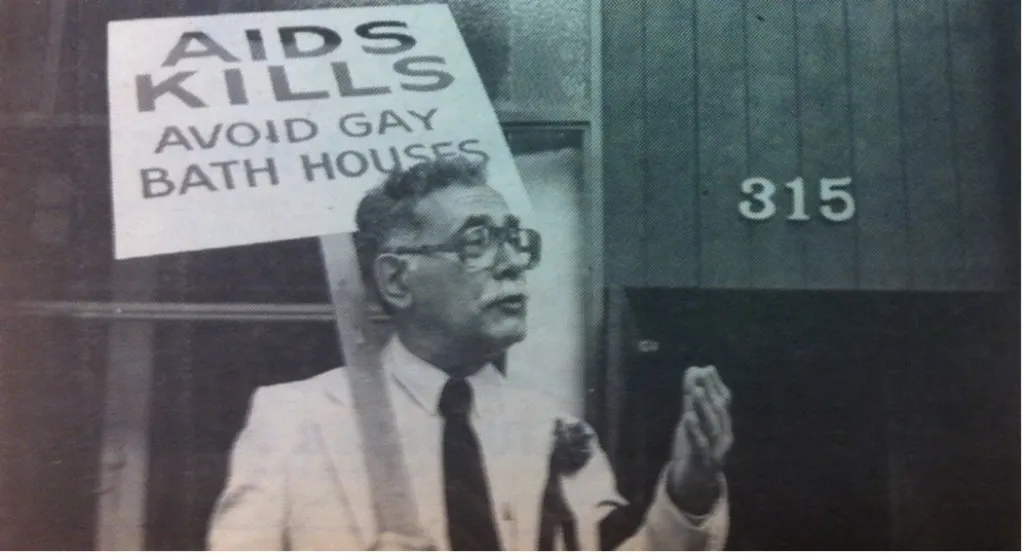 AIDS
KILLS
AVOID GAY
BATH HOUSES
315